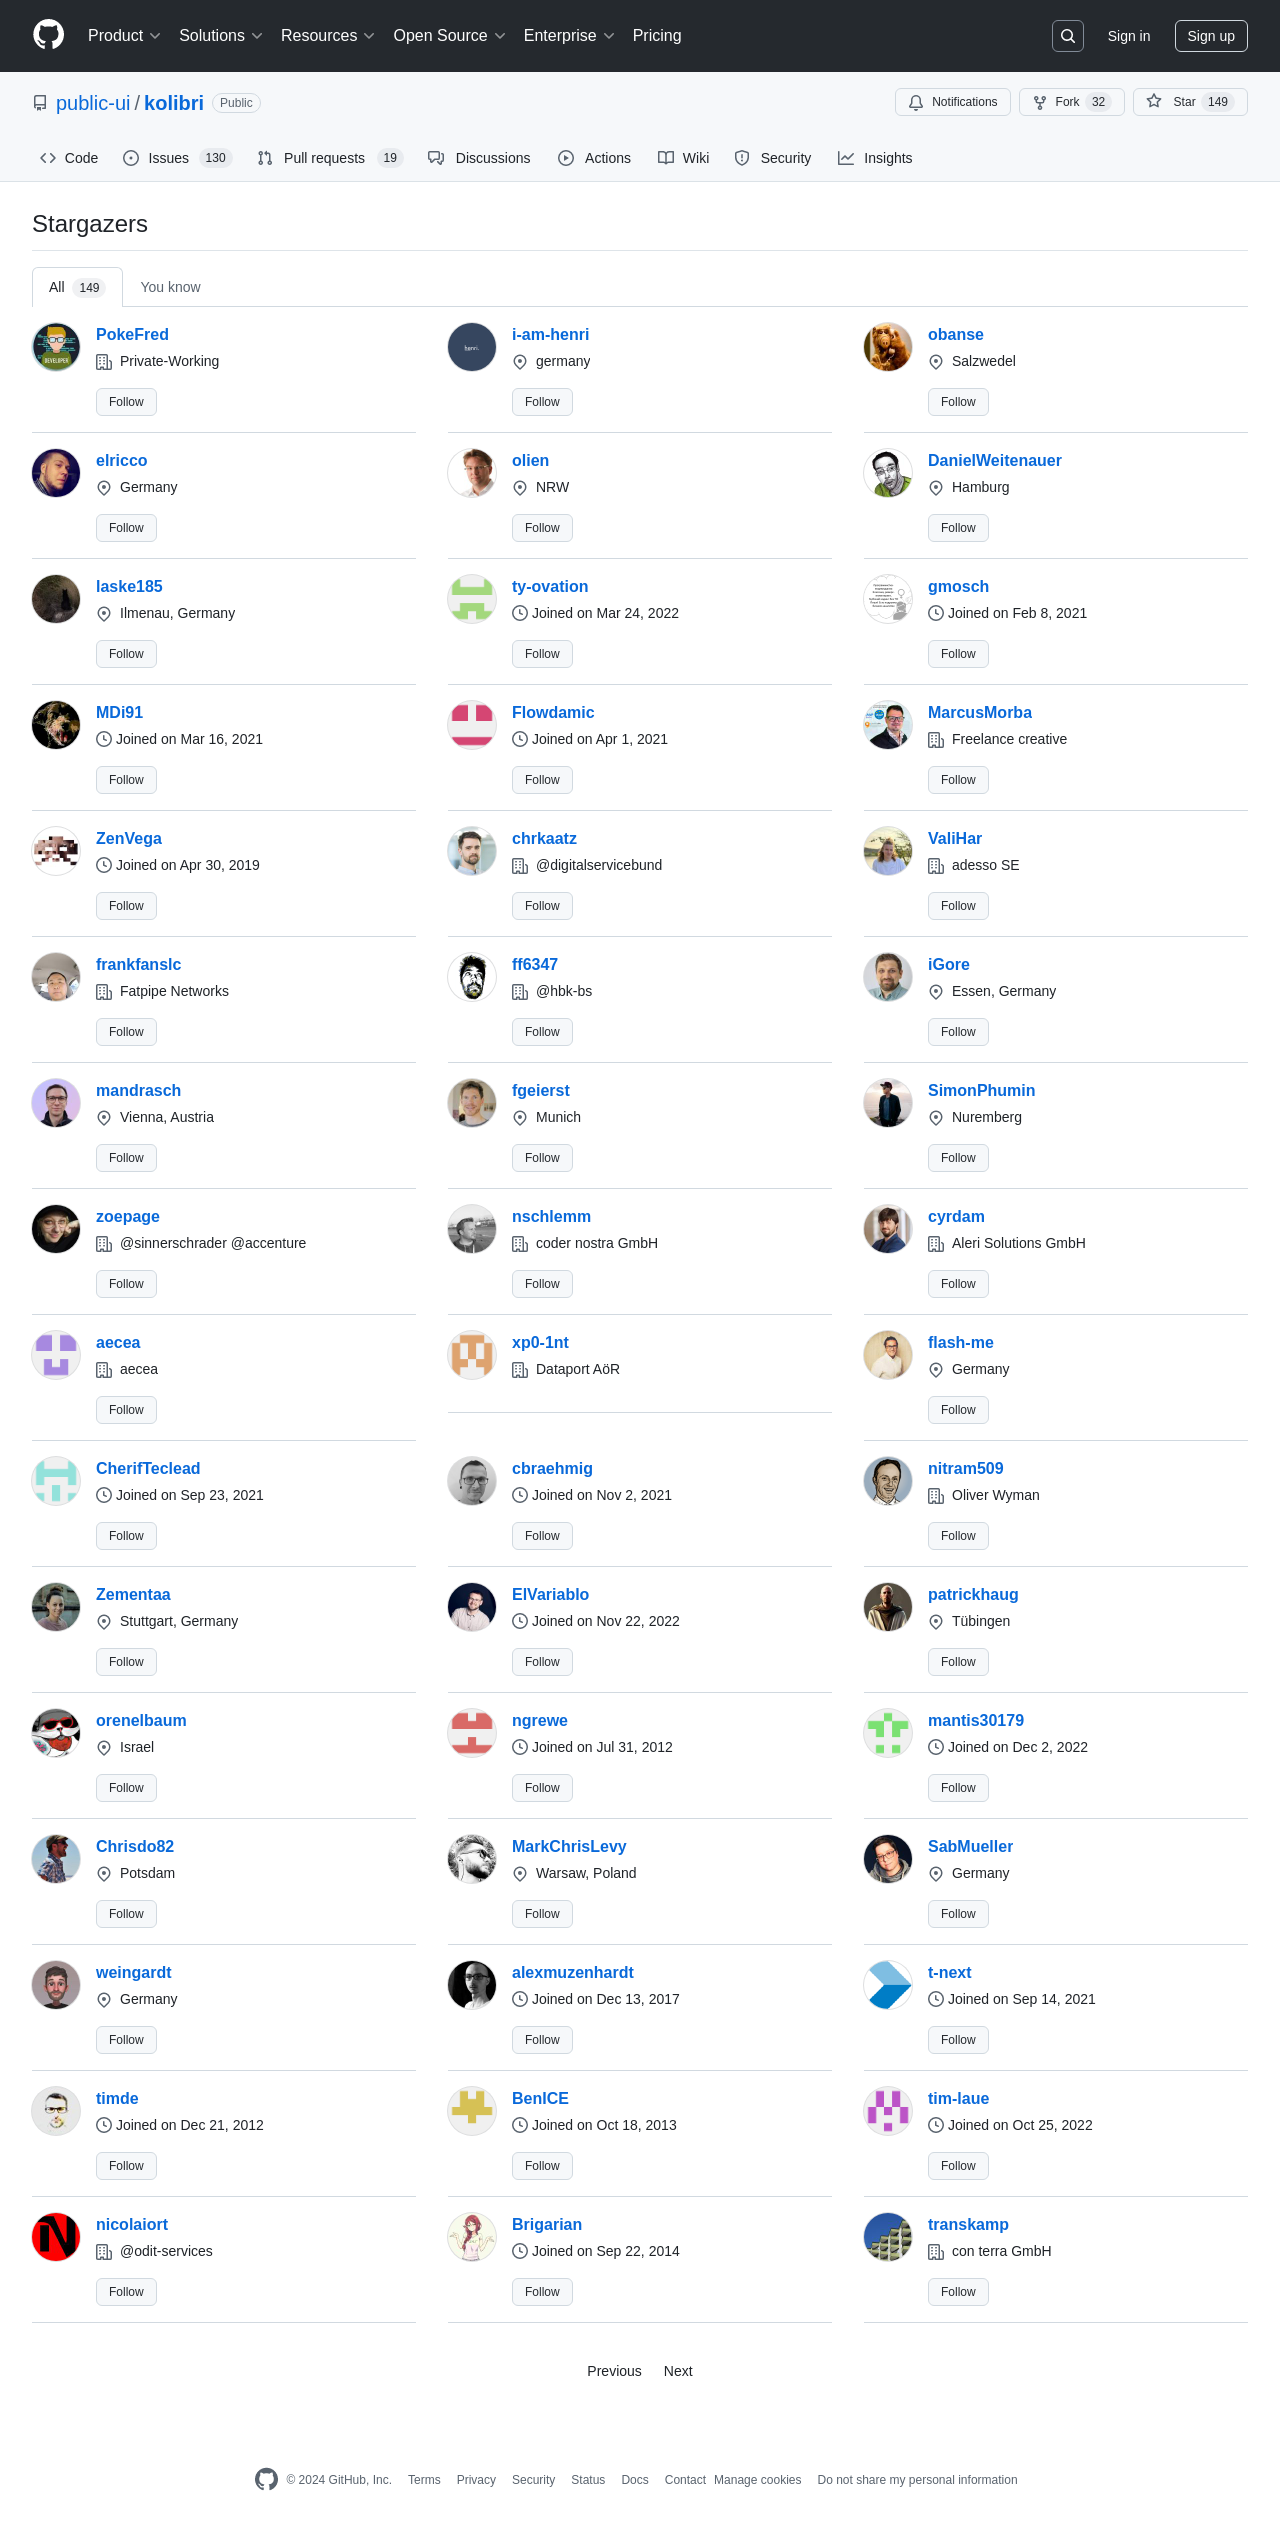 Product Solutions Resources Open Source Enterprise Pricing Sign in Sign up
public-ui / kolibri Public Notifications Fork 32 Star 149
Code Issues 130 Pull requests 19 Discussions Actions Wiki Security Insights
Stargazers
All 149 You know
PokeFred i-am-henri obanse
Private-Working germany Salzwedel
Follow Follow Follow
elricco olien DanielWeitenauer
Germany NRW Hamburg
Follow Follow Follow
laske185 ty-ovation gmosch
Ilmenau, Germany Joined on Mar 24, 2022 Joined on Feb 8, 2021
Follow Follow Follow
MDi91 Flowdamic MarcusMorba
Joined on Mar 16, 2021 Joined on Apr 1, 2021 Freelance creative
Follow Follow Follow
ZenVega chrkaatz ValiHar
Joined on Apr 30, 2019 @digitalservicebund adesso SE
Follow Follow Follow
frankfanslc ff6347 iGore
Fatpipe Networks @hbk-bs Essen, Germany
Follow Follow Follow
mandrasch fgeierst SimonPhumin
Vienna, Austria Munich Nuremberg
Follow Follow Follow
zoepage nschlemm cyrdam
@sinnerschrader @accenture coder nostra GmbH Aleri Solutions GmbH
Follow Follow Follow
aecea xp0-1nt flash-me
aecea Dataport AöR Germany
Follow Follow
CherifTeclead cbraehmig nitram509
Joined on Sep 23, 2021 Joined on Nov 2, 2021 Oliver Wyman
Follow Follow Follow
Zementaa ElVariablo patrickhaug
Stuttgart, Germany Joined on Nov 22, 2022 Tübingen
Follow Follow Follow
orenelbaum ngrewe mantis30179
Israel Joined on Jul 31, 2012 Joined on Dec 2, 2022
Follow Follow Follow
Chrisdo82 MarkChrisLevy SabMueller
Potsdam Warsaw, Poland Germany
Follow Follow Follow
weingardt alexmuzenhardt t-next
Germany Joined on Dec 13, 2017 Joined on Sep 14, 2021
Follow Follow Follow
timde BenICE tim-laue
Joined on Dec 21, 2012 Joined on Oct 18, 2013 Joined on Oct 25, 2022
Follow Follow Follow
nicolaiort Brigarian transkamp
@odit-services Joined on Sep 22, 2014 con terra GmbH
Follow Follow Follow
Previous Next
© 2024 GitHub, Inc. Terms Privacy Security Status Docs Contact Manage cookies Do not share my personal information